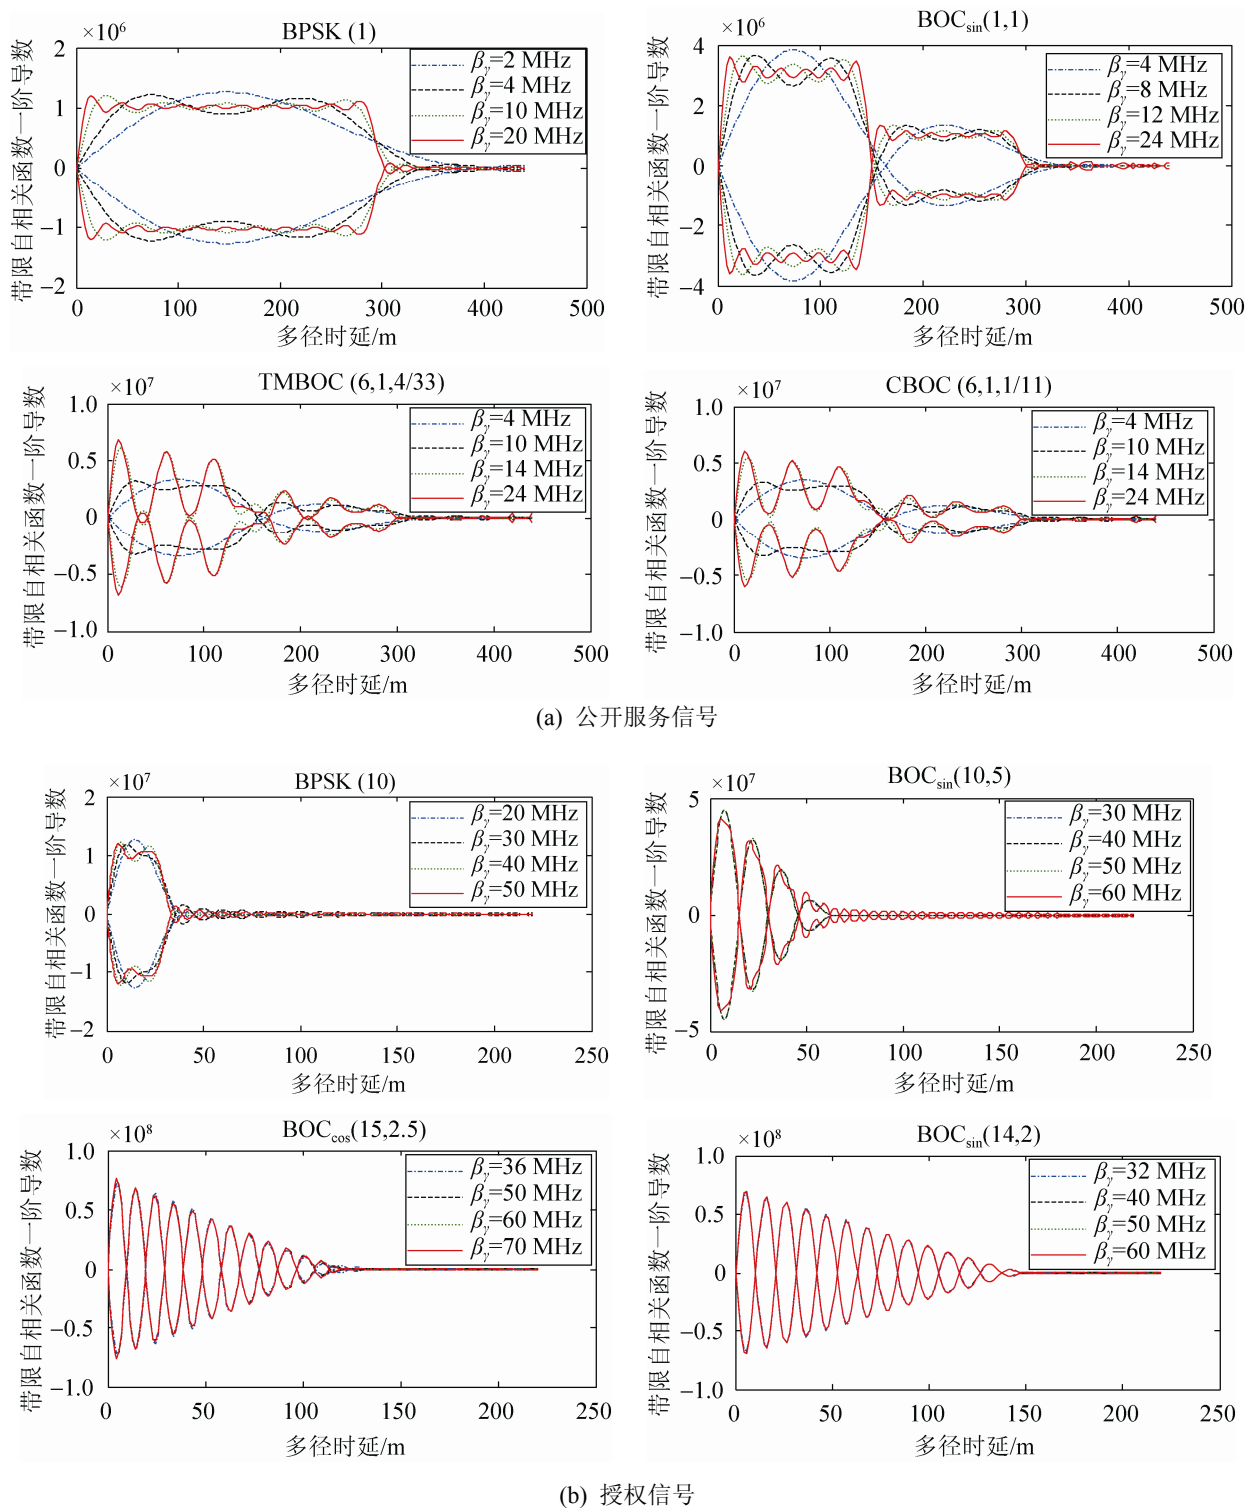 ×10⁶ BPSK (1)
带限自相关函数一阶导数
2
1
0
−1
−2
βγ=2 MHz
βγ=4 MHz
βγ=10 MHz
βγ=20 MHz
0 100 200 300 400 500
多径时延/m
×10⁶ BOCsin(1,1)
带限自相关函数一阶导数
4
2
0
−2
−4
βγ=4 MHz
βγ=8 MHz
βγ=12 MHz
βγ=24 MHz
0 100 200 300 400 500
多径时延/m
×10⁷ TMBOC (6,1,4/33)
带限自相关函数一阶导数
1.0
0.5
0
−0.5
−1.0
βγ=4 MHz
βγ=10 MHz
βγ=14 MHz
βγ=24 MHz
0 100 200 300 400 500
多径时延/m
×10⁷ CBOC (6,1,1/11)
带限自相关函数一阶导数
1.0
0.5
0
−0.5
−1.0
βγ=4 MHz
βγ=10 MHz
βγ=14 MHz
βγ=24 MHz
0 100 200 300 400 500
多径时延/m
(a) 公开服务信号
×10⁷ BPSK (10)
带限自相关函数一阶导数
2
1
0
−1
−2
βγ=20 MHz
βγ=30 MHz
βγ=40 MHz
βγ=50 MHz
0 50 100 150 200 250
多径时延/m
×10⁷ BOCsin(10,5)
带限自相关函数一阶导数
5
0
−5
βγ=30 MHz
βγ=40 MHz
βγ=50 MHz
βγ=60 MHz
0 50 100 150 200 250
多径时延/m
×10⁸ BOCcos(15,2.5)
带限自相关函数一阶导数
1.0
0.5
0
−0.5
−1.0
βγ=36 MHz
βγ=50 MHz
βγ=60 MHz
βγ=70 MHz
0 50 100 150 200 250
多径时延/m
×10⁸ BOCsin(14,2)
带限自相关函数一阶导数
1.0
0.5
0
−0.5
−1.0
βγ=32 MHz
βγ=40 MHz
βγ=50 MHz
βγ=60 MHz
0 50 100 150 200 250
多径时延/m
(b) 授权信号